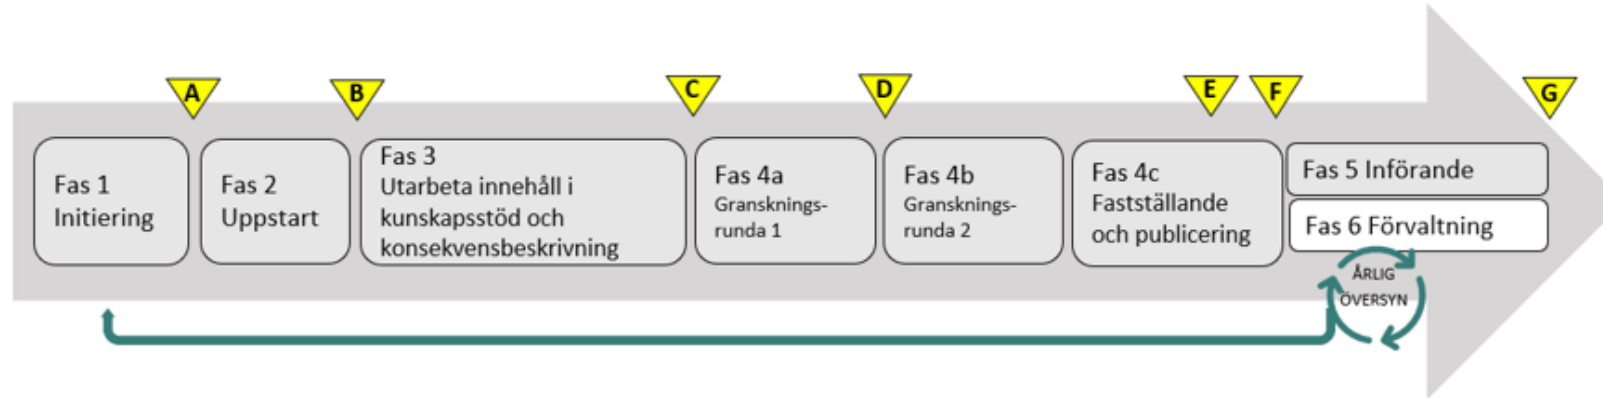 A
B
C
D
E
F
G
Fas 1
Initiering
Fas 2
Uppstart
Fas 3
Utarbeta innehåll i
kunskapsstöd och
konsekvensbeskrivning
Fas 4a
Gransknings-
runda 1
Fas 4b
Gransknings-
runda 2
Fas 4c
Fastställande
och publicering
Fas 5 Införande
Fas 6 Förvaltning
ÅRLIG
ÖVERSYN